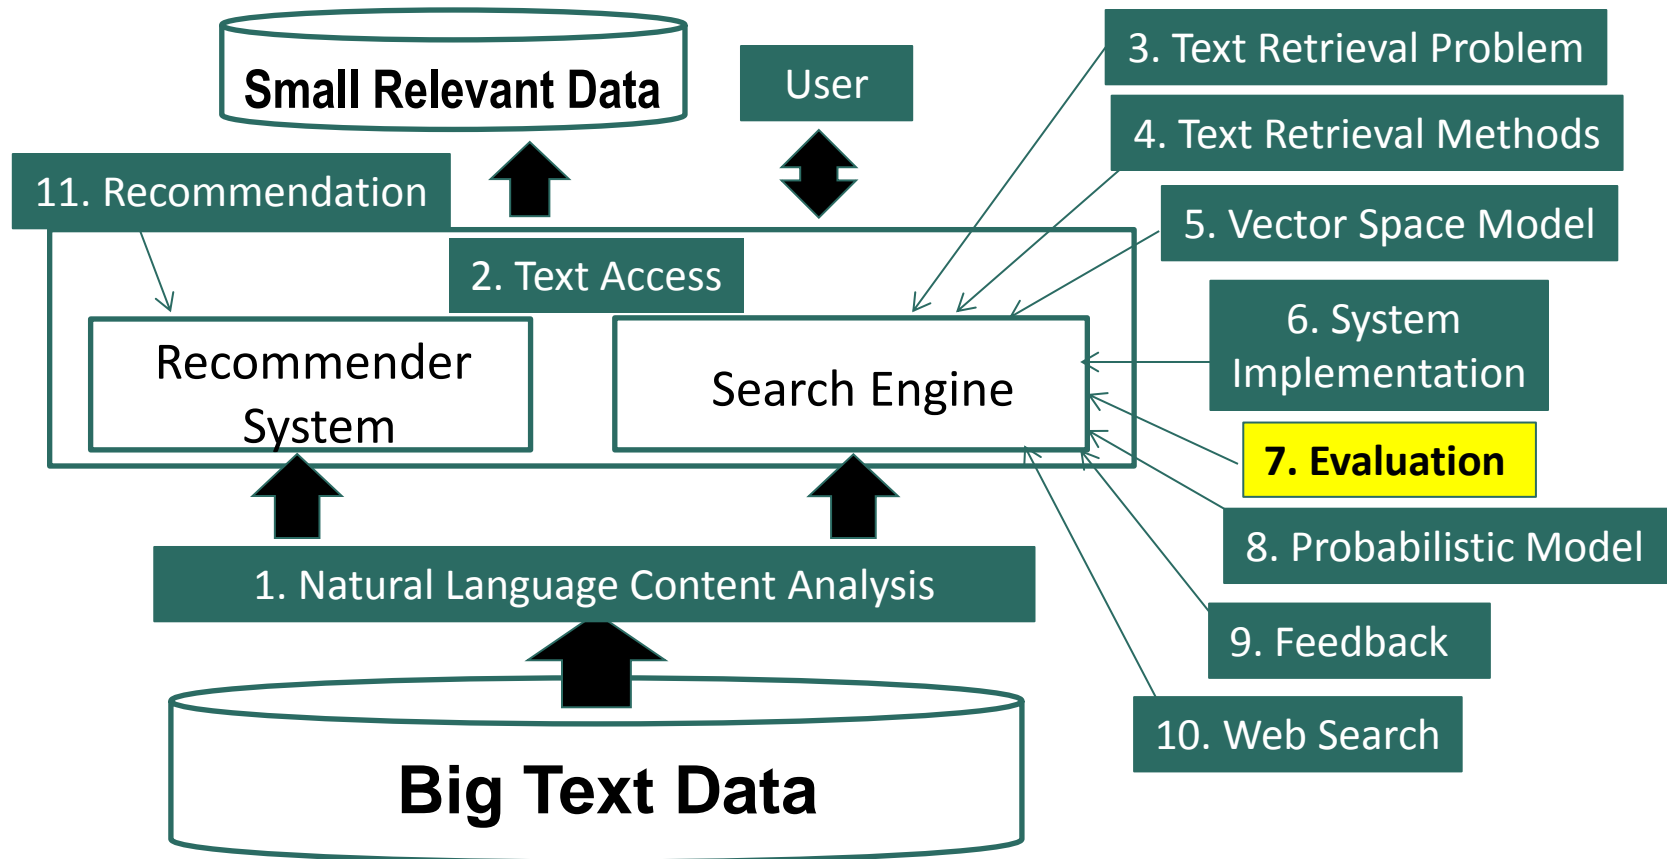 3. Text Retrieval Problem
Small Relevant Data
User
4. Text Retrieval Methods
11. Recommendation
5. Vector Space Model
2. Text Access
6. System
Implementation
Recommender
System
Search Engine
7. Evaluation
8. Probabilistic Model
1. Natural Language Content Analysis
9. Feedback
10. Web Search
Big Text Data